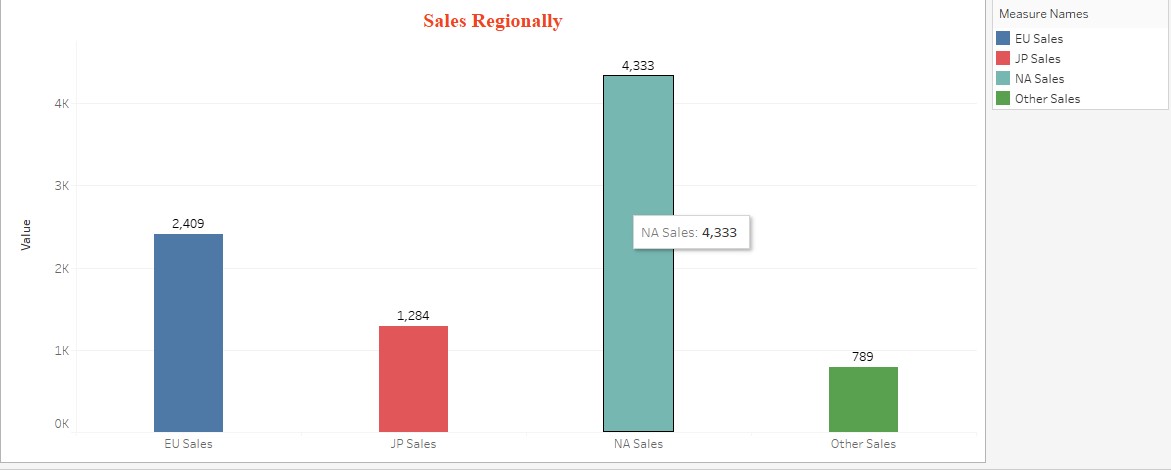 Sales Regionally
Measure Names
EU Sales
JP Sales
NA Sales
Other Sales
Value
4K
3K
2K
1K
0K
4,333
2,409
NA Sales: 4,333
1,284
789
EU Sales
JP Sales
NA Sales
Other Sales